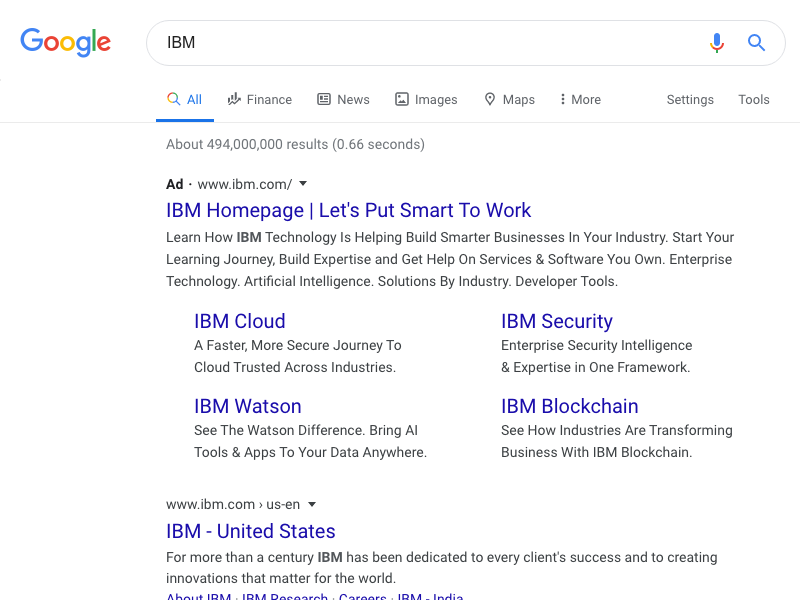 Google
IBM
All Finance News Images Maps More Settings Tools
About 494,000,000 results (0.66 seconds)
Ad · www.ibm.com/
IBM Homepage | Let's Put Smart To Work
Learn How IBM Technology Is Helping Build Smarter Businesses In Your Industry. Start Your
Learning Journey, Build Expertise and Get Help On Services & Software You Own. Enterprise
Technology. Artificial Intelligence. Solutions By Industry. Developer Tools.
IBM Cloud
A Faster, More Secure Journey To
Cloud Trusted Across Industries.
IBM Security
Enterprise Security Intelligence
& Expertise in One Framework.
IBM Watson
See The Watson Difference. Bring AI
Tools & Apps To Your Data Anywhere.
IBM Blockchain
See How Industries Are Transforming
Business With IBM Blockchain.
www.ibm.com › us-en
IBM - United States
For more than a century IBM has been dedicated to every client's success and to creating
innovations that matter for the world.
About IBM · IBM Research · Careers · IBM - India